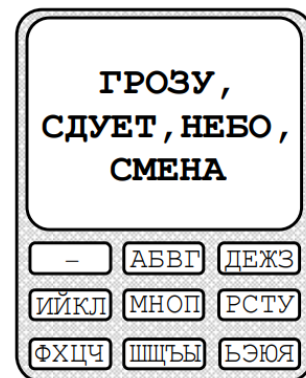 ГРОЗУ,
СДУЕТ,НЕБО,
СМЕНА
– АБВГ ДЕЖЗ
ИЙКЛ МНОП РСТУ
ФХЦЧ ШЩЪЫ ЬЭЮЯ